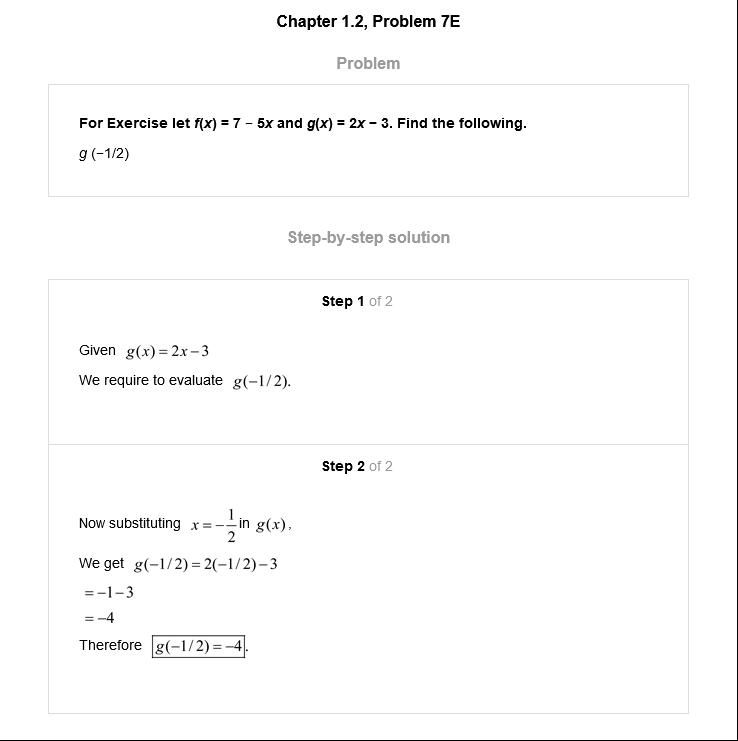 Chapter 1.2, Problem 7E
Problem
For Exercise let f(x) = 7 − 5x and g(x) = 2x − 3. Find the following.
g (−1/2)
Step-by-step solution
Step 1 of 2
Given g(x) = 2x − 3
We require to evaluate g(−1/2).
Step 2 of 2
Now substituting x = −1/2 in g(x),
We get g(−1/2) = 2(−1/2) − 3
= −1 − 3
= −4
Therefore g(−1/2) = −4.